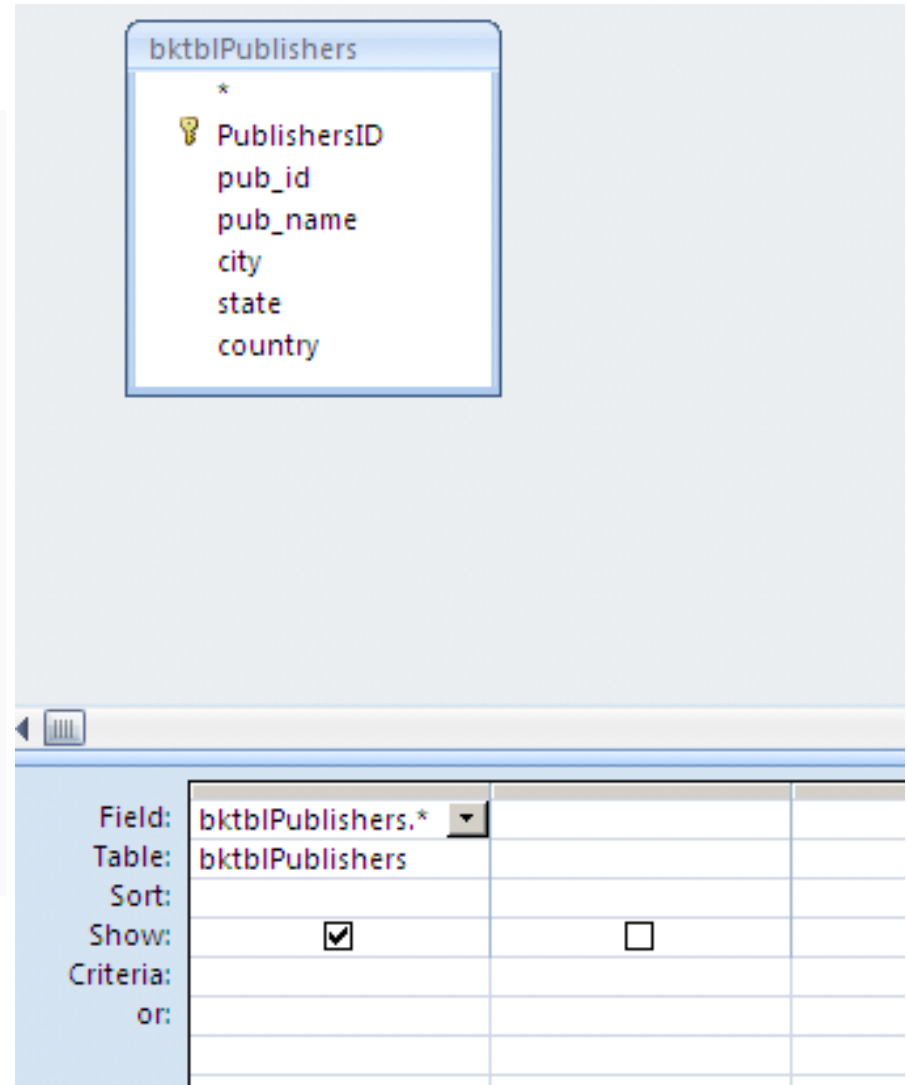 bktblPublishers
*
PublishersID
pub_id
pub_name
city
state
country
Field: bktblPublishers.*
Table: bktblPublishers
Sort:
Show:
Criteria:
or: